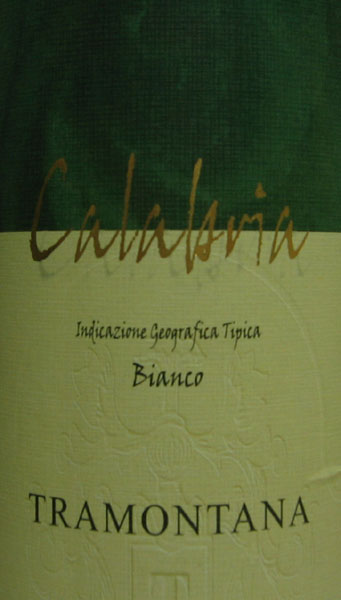 Calabria
Indicazione Geografica Tipica
Bianco
TRAMONTANA